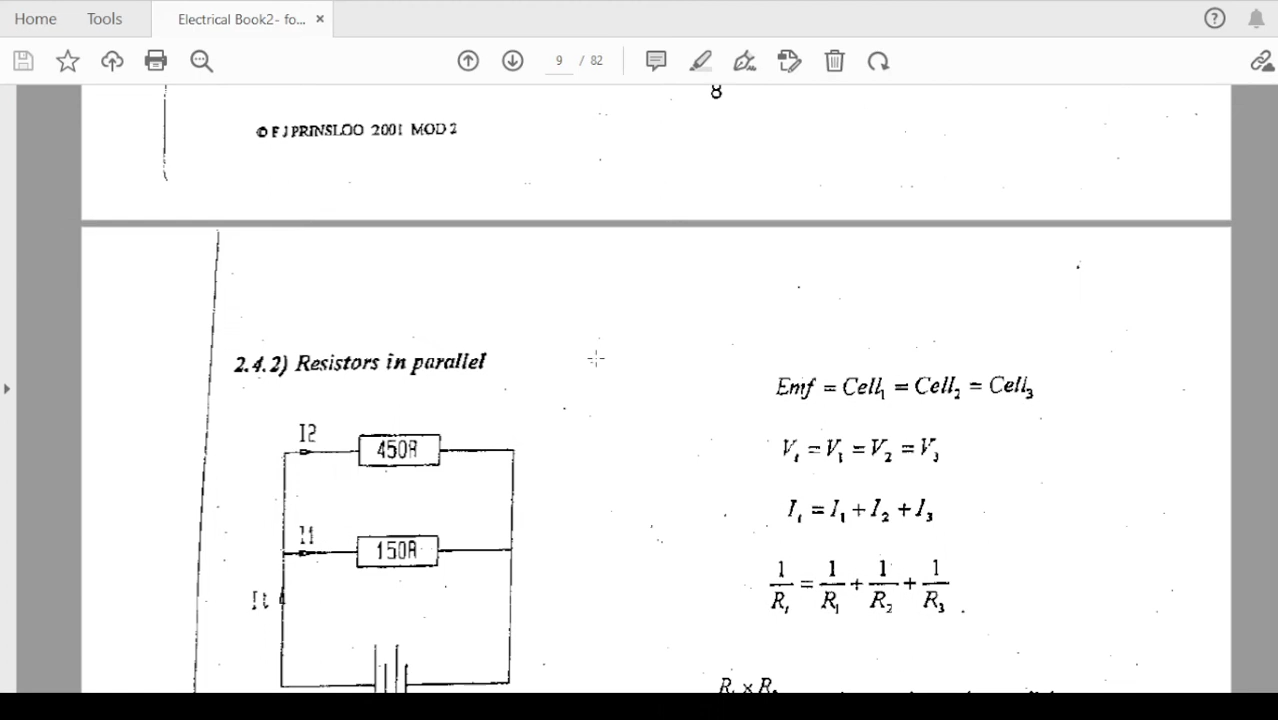 Home
Tools
Electrical Book2- fo...
9 / 82
8
© F J PRINSLOO 2001 MOD 2
2.4.2) Resistors in parallel
Emf = Cell₁ = Cell₂ = Cell₃
Vₜ = V₁ = V₂ = V₃
Iₜ = I₁ + I₂ + I₃
1/Rₜ = 1/R₁ + 1/R₂ + 1/R₃
I2
450R
I1
150R
It